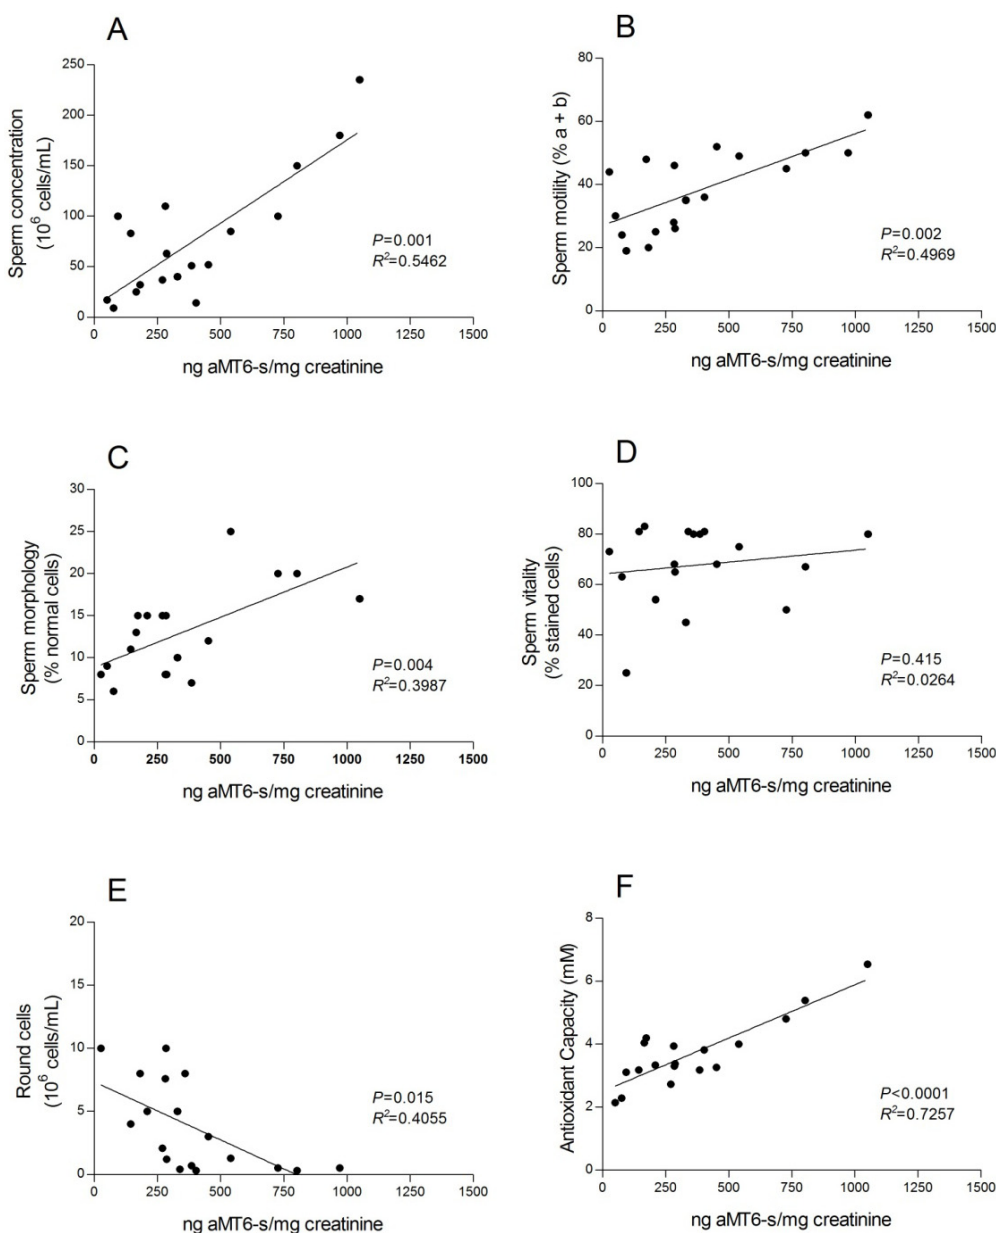 A
Sperm concentration
(10⁶ cells/mL)
250
200
150
100
50
0
P=0.001
R²=0.5462
0 250 500 750 1000 1250 1500
ng aMT6-s/mg creatinine
B
Sperm motility (% a + b)
80
60
40
20
0
P=0.002
R²=0.4969
0 250 500 750 1000 1250 1500
ng aMT6-s/mg creatinine
C
Sperm morphology
(% normal cells)
30
25
20
15
10
5
0
P=0.004
R²=0.3987
0 250 500 750 1000 1250 1500
ng aMT6-s/mg creatinine
D
Sperm vitality
(% stained cells)
100
80
60
40
20
0
P=0.415
R²=0.0264
0 250 500 750 1000 1250 1500
ng aMT6-s/mg creatinine
E
Round cells
(10⁶ cells/mL)
20
15
10
5
0
P=0.015
R²=0.4055
0 250 500 750 1000 1250 1500
ng aMT6-s/mg creatinine
F
Antioxidant Capacity (mM)
8
6
4
2
0
P<0.0001
R²=0.7257
0 250 500 750 1000 1250 1500
ng aMT6-s/mg creatinine